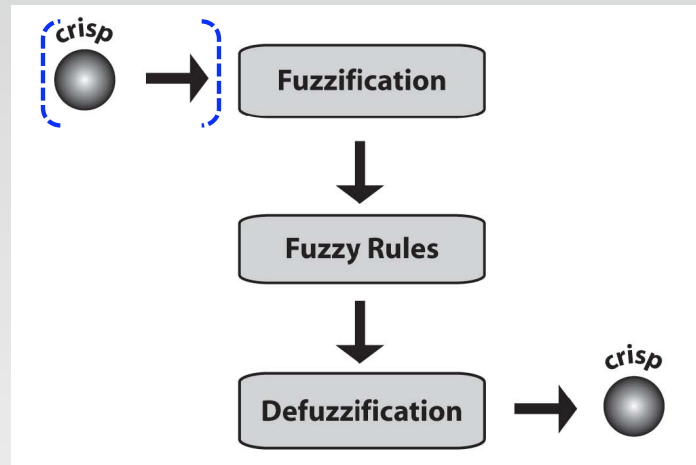 crisp
Fuzzification
Fuzzy Rules
Defuzzification
crisp